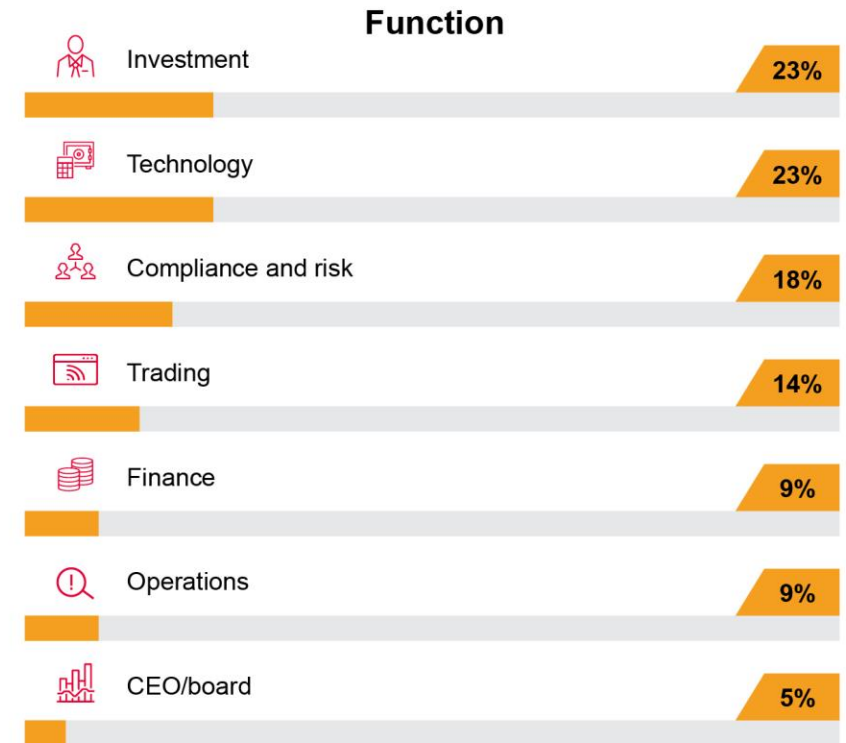 Function
Investment
23%
Technology
23%
Compliance and risk
18%
Trading
14%
Finance
9%
Operations
9%
CEO/board
5%